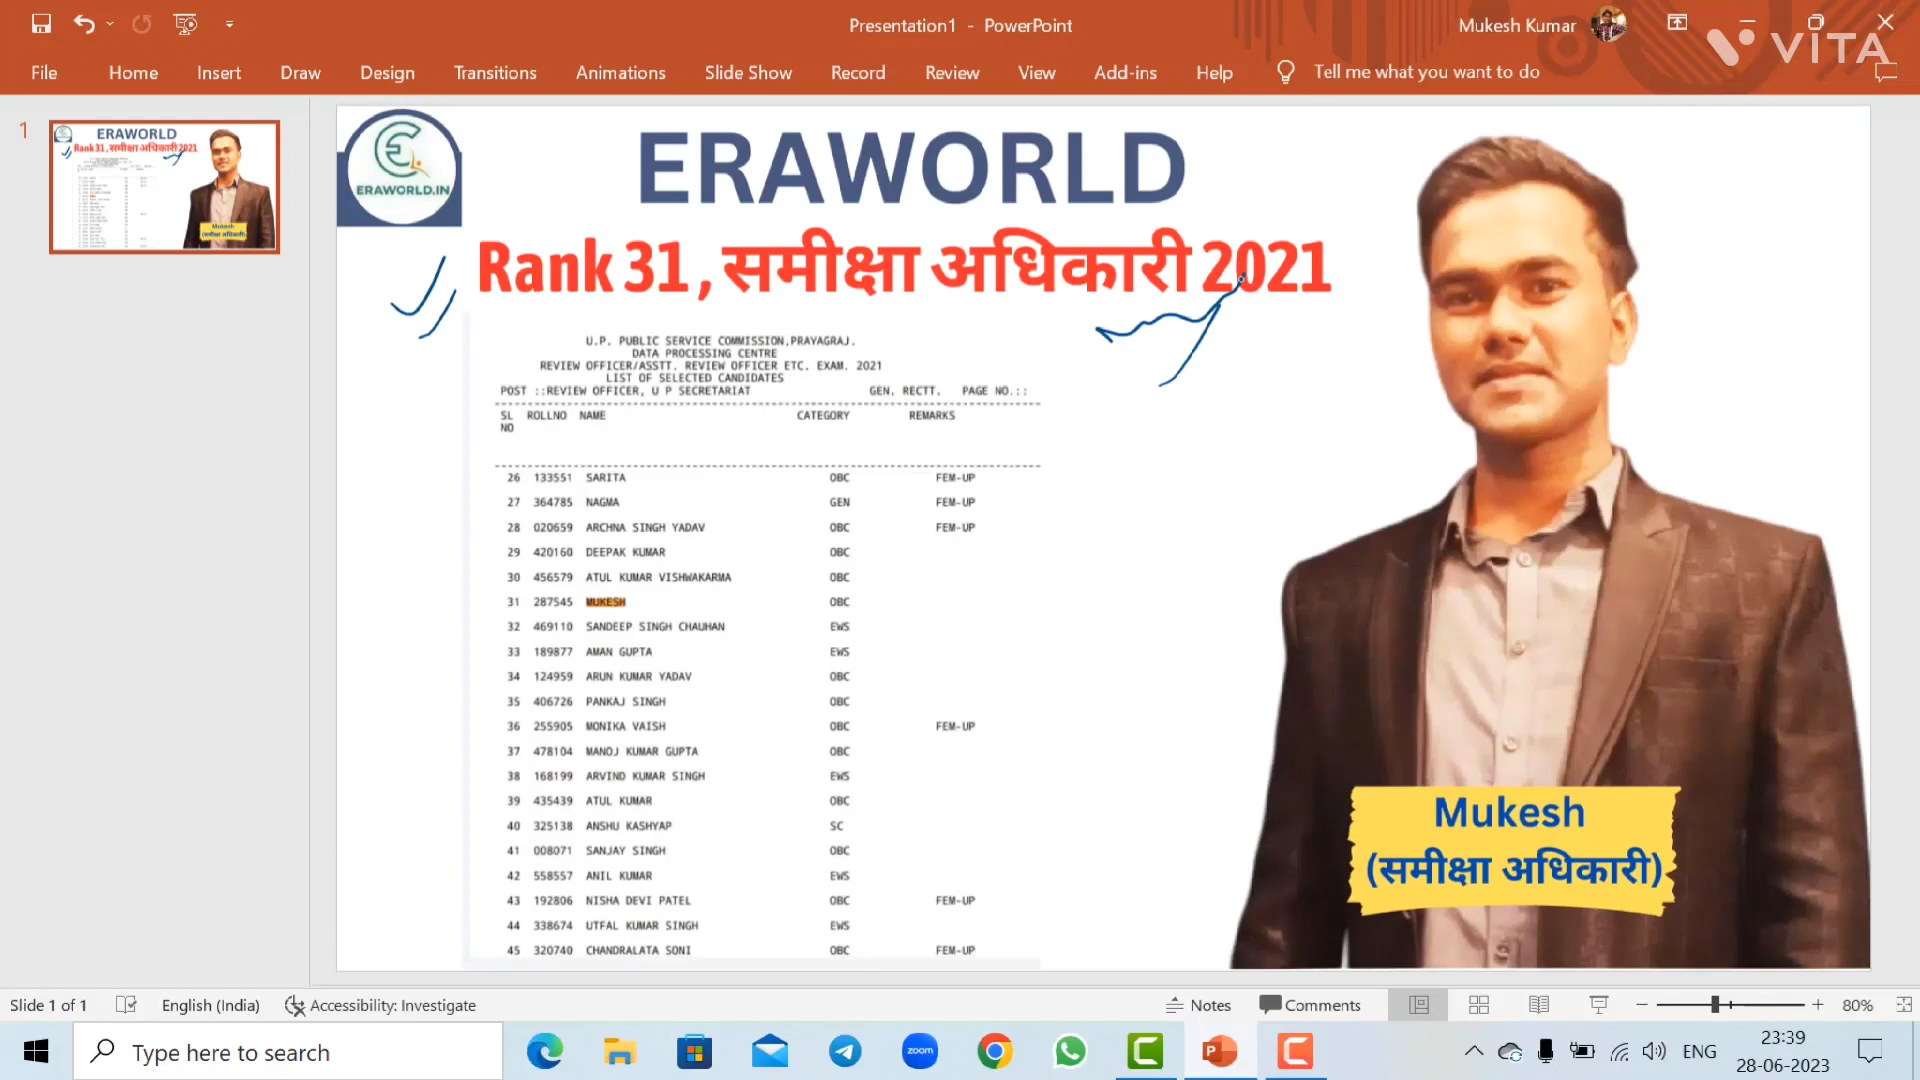 Presentation1 - PowerPoint
Mukesh Kumar
VITA
File Home Insert Draw Design Transitions Animations Slide Show Record Review View Add-ins Help Tell me what you want to do
1
ERAWORLD
Rank 31, समीक्षा अधिकारी 2021
Mukesh
(समीक्षा अधिकारी)
ERAWORLD.IN
ERAWORLD
Rank 31 , समीक्षा अधिकारी 2021
U.P. PUBLIC SERVICE COMMISSION,PRAYAGRAJ.
DATA PROCESSING CENTRE
REVIEW OFFICER/ASSTT. REVIEW OFFICER ETC. EXAM. 2021
LIST OF SELECTED CANDIDATES
POST ::REVIEW OFFICER, U P SECRETARIAT GEN. RECTT. PAGE NO.::
SL ROLLNO NAME CATEGORY REMARKS
NO
26 133551 SARITA OBC FEM-UP
27 364785 NAGMA GEN FEM-UP
28 020659 ARCHNA SINGH YADAV OBC FEM-UP
29 420160 DEEPAK KUMAR OBC
30 456579 ATUL KUMAR VISHWAKARMA OBC
31 287545 MUKESH OBC
32 469110 SANDEEP SINGH CHAUHAN EWS
33 189877 AMAN GUPTA EWS
34 124959 ARUN KUMAR YADAV OBC
35 406726 PANKAJ SINGH OBC
36 255905 MONIKA VAISH OBC FEM-UP
37 478104 MANOJ KUMAR GUPTA OBC
38 168199 ARVIND KUMAR SINGH EWS
39 435439 ATUL KUMAR OBC
40 325138 ANSHU KASHYAP SC
41 008071 SANJAY SINGH OBC
42 558557 ANIL KUMAR EWS
43 192806 NISHA DEVI PATEL OBC FEM-UP
44 338674 UTFAL KUMAR SINGH EWS
45 320740 CHANDRALATA SONI OBC FEM-UP
Mukesh
(समीक्षा अधिकारी)
Slide 1 of 1 English (India) Accessibility: Investigate Notes Comments 80%
Type here to search
zoom
ENG
23:39
28-06-2023